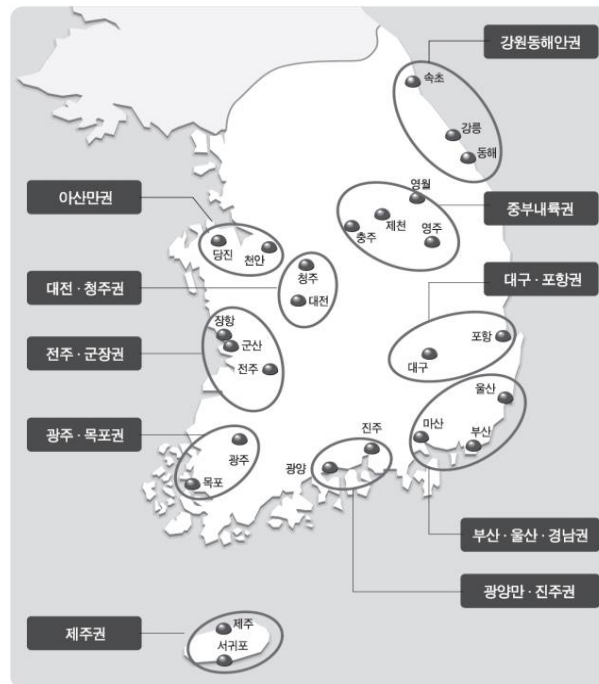 강원동해안권
속초
강릉
동해
아산만권
영월
중부내륙권
제천
충주
영주
당진
천안
대전·청주권
청주
대전
대구·포항권
장항
군산
전주
전주·군장권
포항
대구
울산
마산
부산
광주·목포권
광주
목포
진주
광양
부산·울산·경남권
광양만·진주권
제주권
제주
서귀포